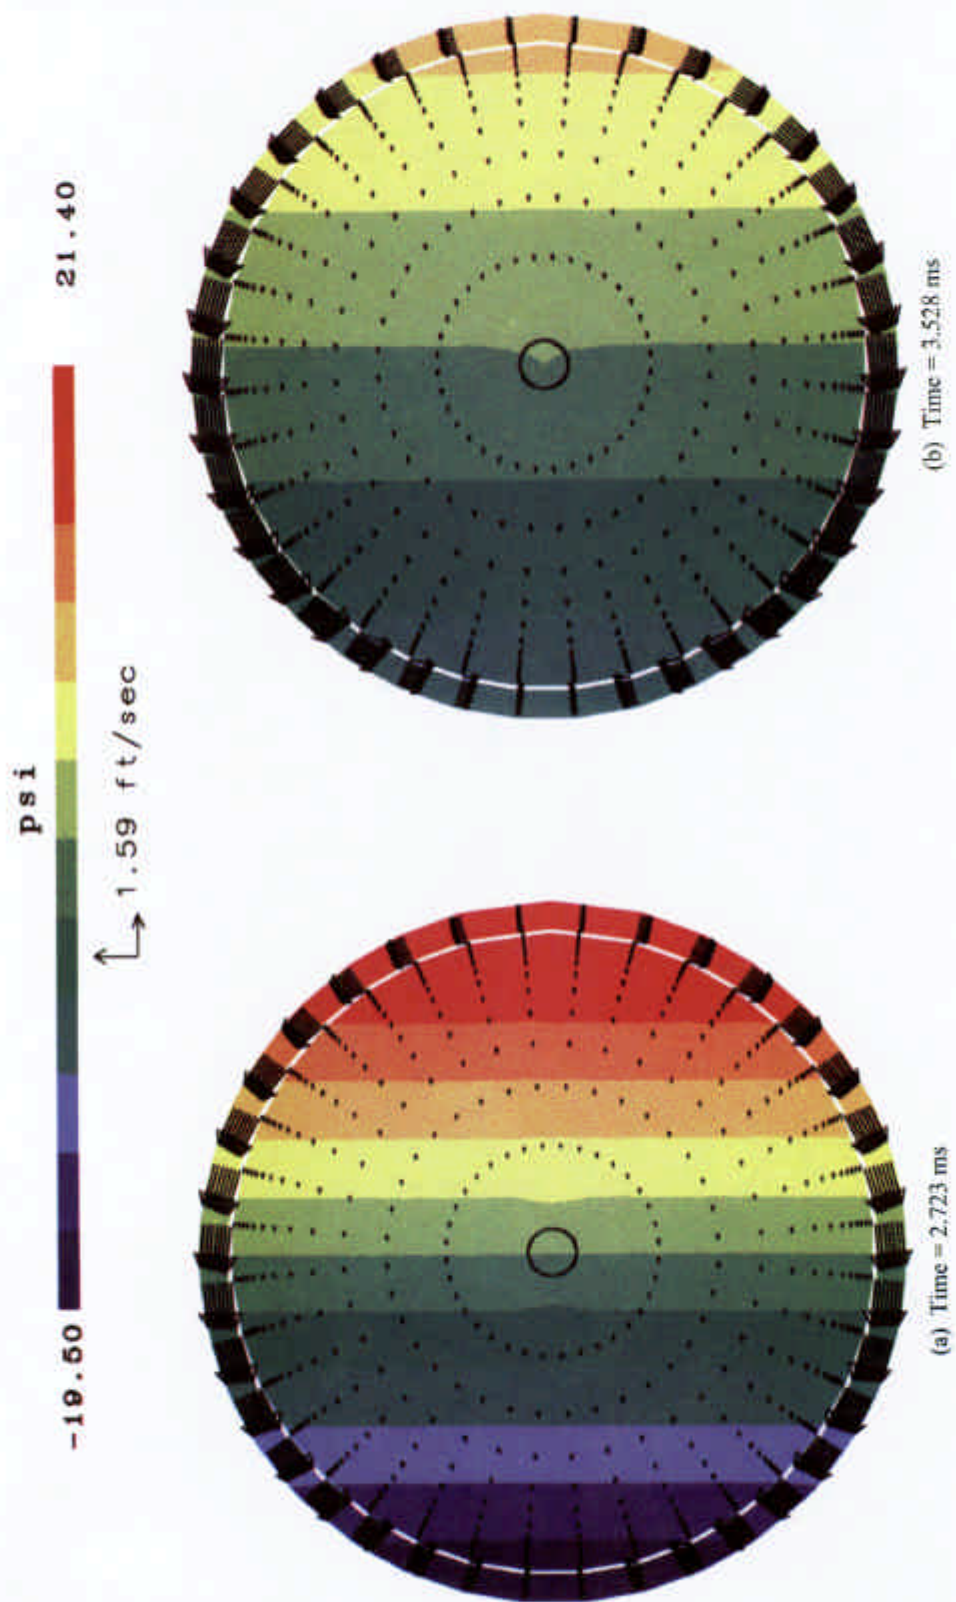 psi
-19.50
21.40
1.59 ft/sec
(a) Time = 2.723 ms
(b) Time = 3.528 ms